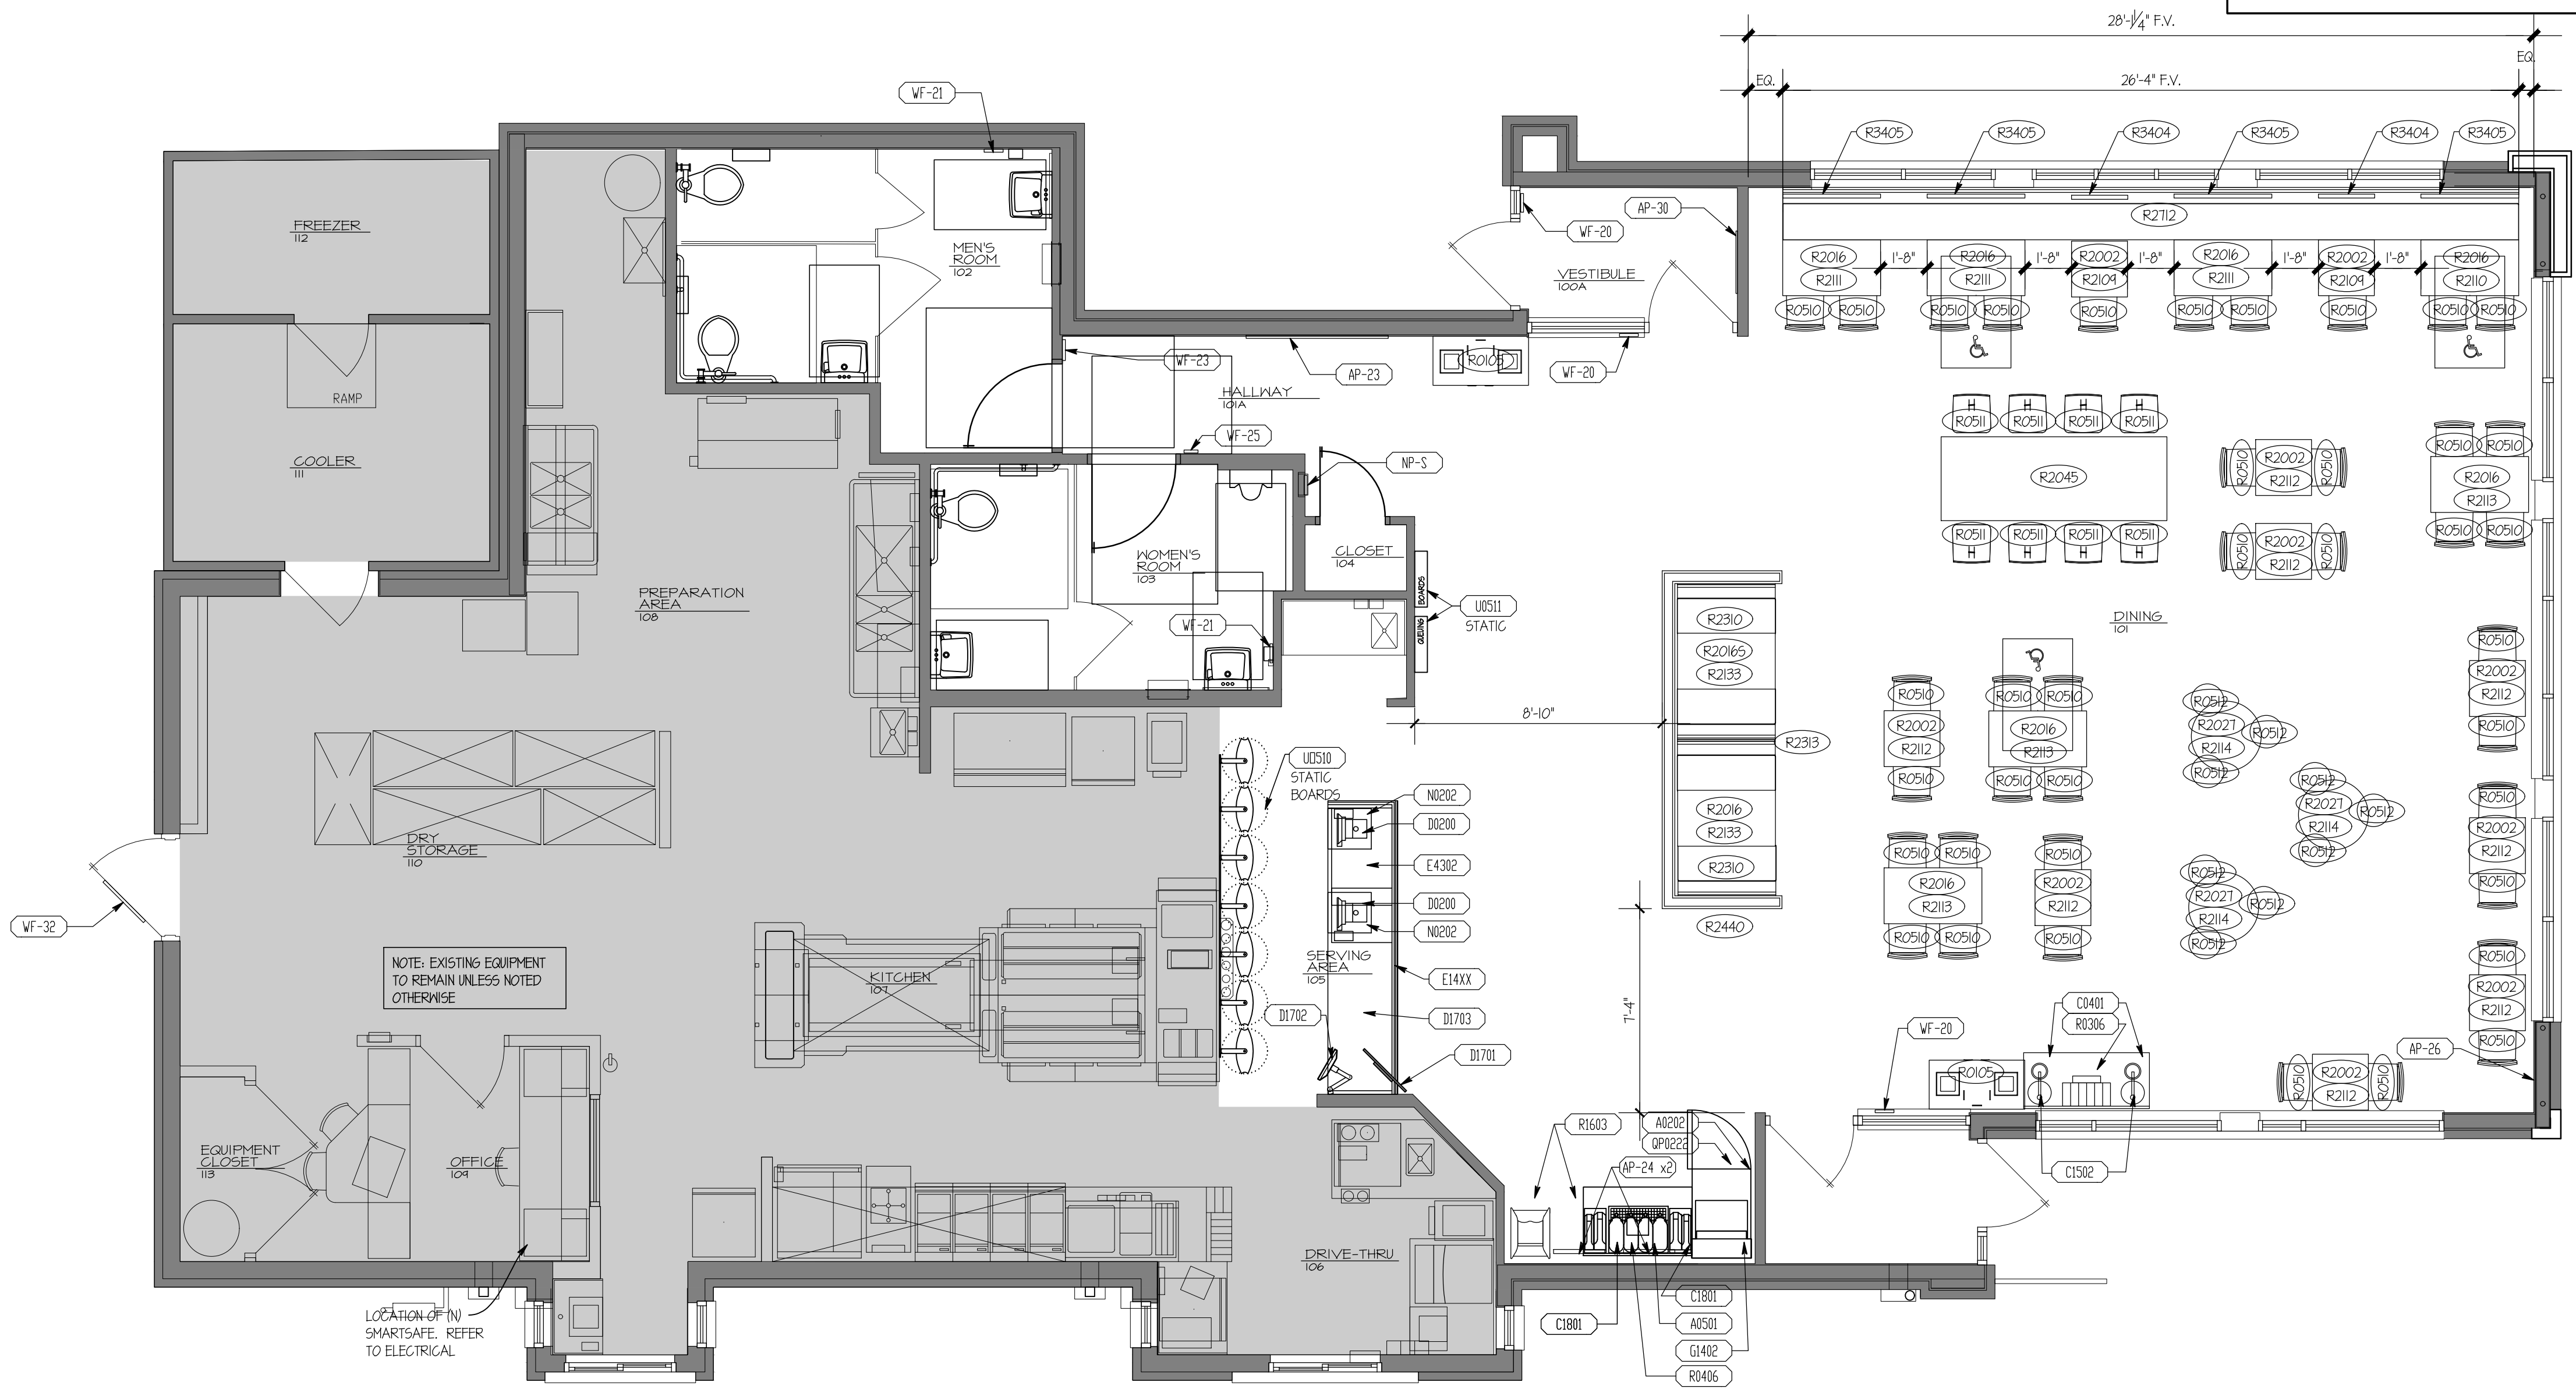 28'-1¼" F.V.
EQ.
EQ.
26'-4" F.V.
WF-21
R3405
R3405
R3404
R3405
R3404
R3405
AP-30
WF-20
R2712
FREEZER
112
MEN'S
ROOM
102
VESTIBULE
100A
R2016
R2111
1'-8"
R2016
R2111
1'-8"
R2002
R2109
1'-8"
R2016
R2111
1'-8"
R2002
R2109
1'-8"
R2016
R2110
R0510
R0510
R0510
R0510
R0510
R0510
R0510
R0510
R0510
R0510
WF-23
AP-23
R0105
WF-20
RAMP
HALLWAY
101A
WF-25
NP-S
COOLER
111
R0511
R0511
R0511
R0511
R2045
R0511
R0511
R0511
R0511
R0510
R2002
R2112
R0510
R0510
R2002
R2112
R0510
R0510
R0510
R2016
R2113
R0510
R0510
CLOSET
104
WOMEN'S
ROOM
103
WF-21
BOARDS
QUEUING
U0511
STATIC
PREPARATION
AREA
108
DINING
101
R2310
R2016S
R2133
8'-10"
R2313
R2016
R2133
R2310
R2440
R0510
R2002
R2112
R0510
R0510
R0510
R2016
R2113
R0510
R0510
R0512
R2027
R2114
R0512
R0512
R0512
R2027
R2114
R0512
R0512
R0512
R2027
R2114
R0512
R0512
R0510
R2002
R2112
R0510
R0510
R2002
R2112
R0510
R0510
R2002
R2112
R0510
R0510
R0510
R2016
R2113
R0510
R0510
R0510
R2002
R2112
R0510
U0510
STATIC
BOARDS
N0202
D0200
E4302
D0200
N0202
SERVING
AREA
105
E14XX
D1702
D1703
D1701
7'-4"
DRY
STORAGE
110
WF-32
NOTE: EXISTING EQUIPMENT
TO REMAIN UNLESS NOTED
OTHERWISE
KITCHEN
107
C0401
R0306
WF-20
AP-26
R0105
R0510
R2002
R2112
R0510
C1502
R1603
A0202
QP0222
AP-24 x2
EQUIPMENT
CLOSET
113
OFFICE
109
DRIVE-THRU
106
LOCATION OF (N)
SMARTSAFE. REFER
TO ELECTRICAL
C1801
C1801
A0501
G1402
R0406